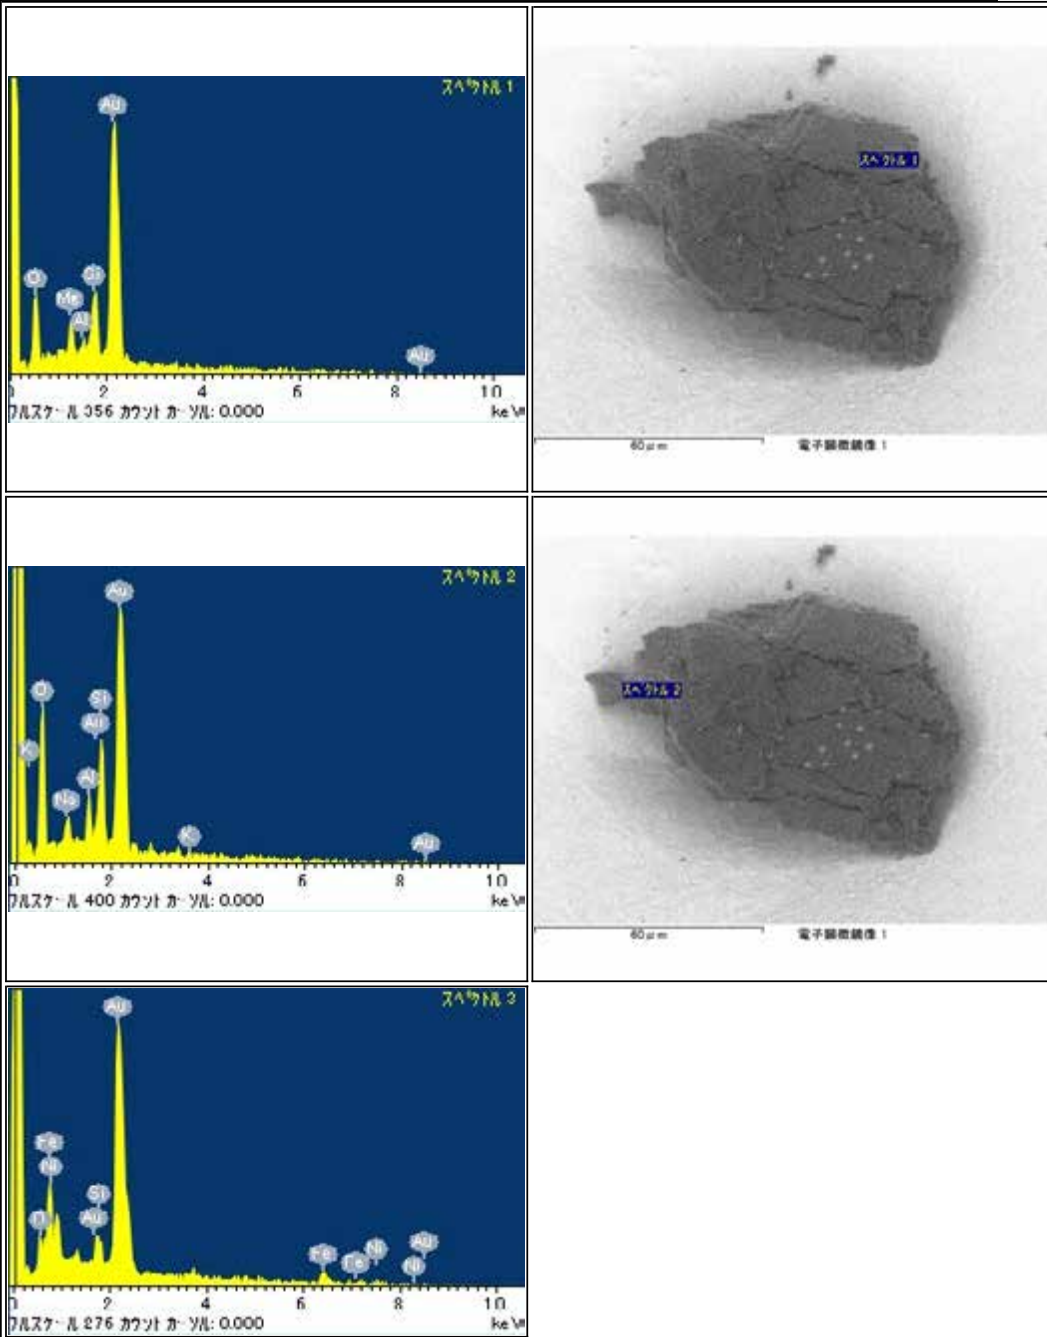 スペクトル 1
Au
O
Si
Al
Au
0 2 4 6 8 10
フルスケール 356 カウント カーソル: 0.000 keV
スペクトル 1
60μm 電子顕微鏡像 1
スペクトル 2
Au
O
Si
Au
K
Al
Na
K
Au
0 2 4 6 8 10
フルスケール 400 カウント カーソル: 0.000 keV
スペクトル 2
60μm 電子顕微鏡像 1
スペクトル 3
Au
Fe
Ni
Si
O
Au
Fe
Fe
Ni
Au
Ni
0 2 4 6 8 10
フルスケール 276 カウント カーソル: 0.000 keV